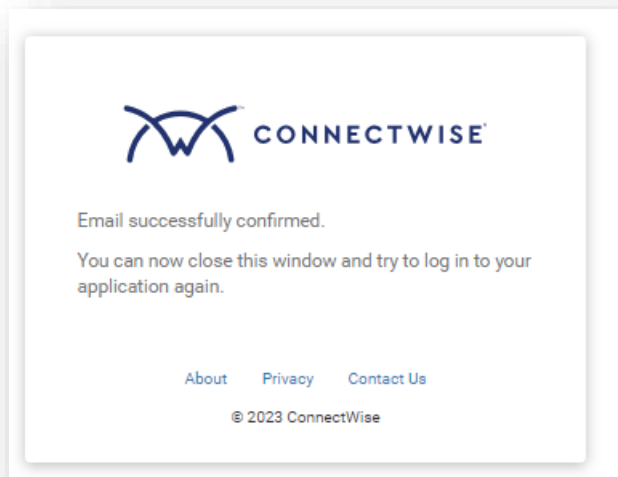 CONNECTWISE
Email successfully confirmed.
You can now close this window and try to log in to your
application again.
About Privacy Contact Us
© 2023 ConnectWise